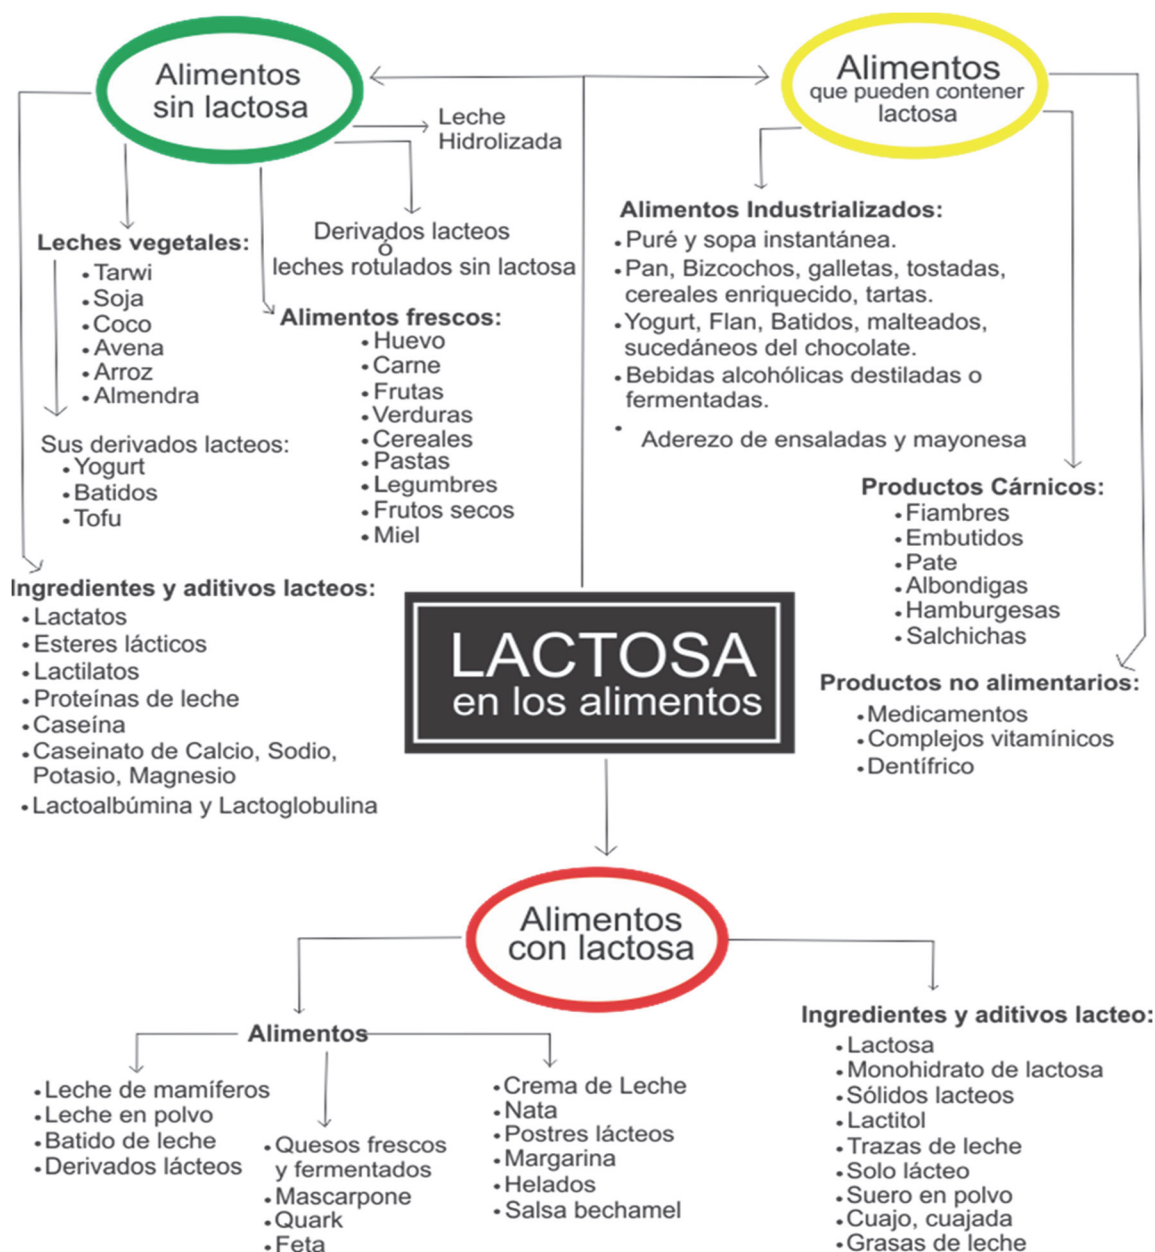 Alimentos
sin lactosa
Leche
Hidrolizada
Derivados lacteos
ó
leches rotulados sin lactosa
Leches vegetales:
• Tarwi
• Soja
• Coco
• Avena
• Arroz
• Almendra
Sus derivados lacteos:
• Yogurt
• Batidos
• Tofu
Alimentos frescos:
• Huevo
• Carne
• Frutas
• Verduras
• Cereales
• Pastas
• Legumbres
• Frutos secos
• Miel
Ingredientes y aditivos lacteos:
• Lactatos
• Esteres lácticos
• Lactilatos
• Proteínas de leche
• Caseína
• Caseinato de Calcio, Sodio,
Potasio, Magnesio
• Lactoalbúmina y Lactoglobulina
Alimentos
que pueden contener
lactosa
Alimentos Industrializados:
• Puré y sopa instantánea.
• Pan, Bizcochos, galletas, tostadas,
cereales enriquecido, tartas.
• Yogurt, Flan, Batidos, malteados,
sucedáneos del chocolate.
• Bebidas alcohólicas destiladas o
fermentadas.
• Aderezo de ensaladas y mayonesa
Productos Cárnicos:
• Fiambres
• Embutidos
• Pate
• Albondigas
• Hamburgesas
• Salchichas
Productos no alimentarios:
• Medicamentos
• Complejos vitamínicos
• Dentífrico
LACTOSA
en los alimentos
Alimentos
con lactosa
Alimentos
• Leche de mamíferos
• Leche en polvo
• Batido de leche
• Derivados lácteos
• Quesos frescos
y fermentados
• Mascarpone
• Quark
• Feta
• Crema de Leche
• Nata
• Postres lácteos
• Margarina
• Helados
• Salsa bechamel
Ingredientes y aditivos lacteo:
• Lactosa
• Monohidrato de lactosa
• Sólidos lacteos
• Lactitol
• Trazas de leche
• Solo lácteo
• Suero en polvo
• Cuajo, cuajada
• Grasas de leche